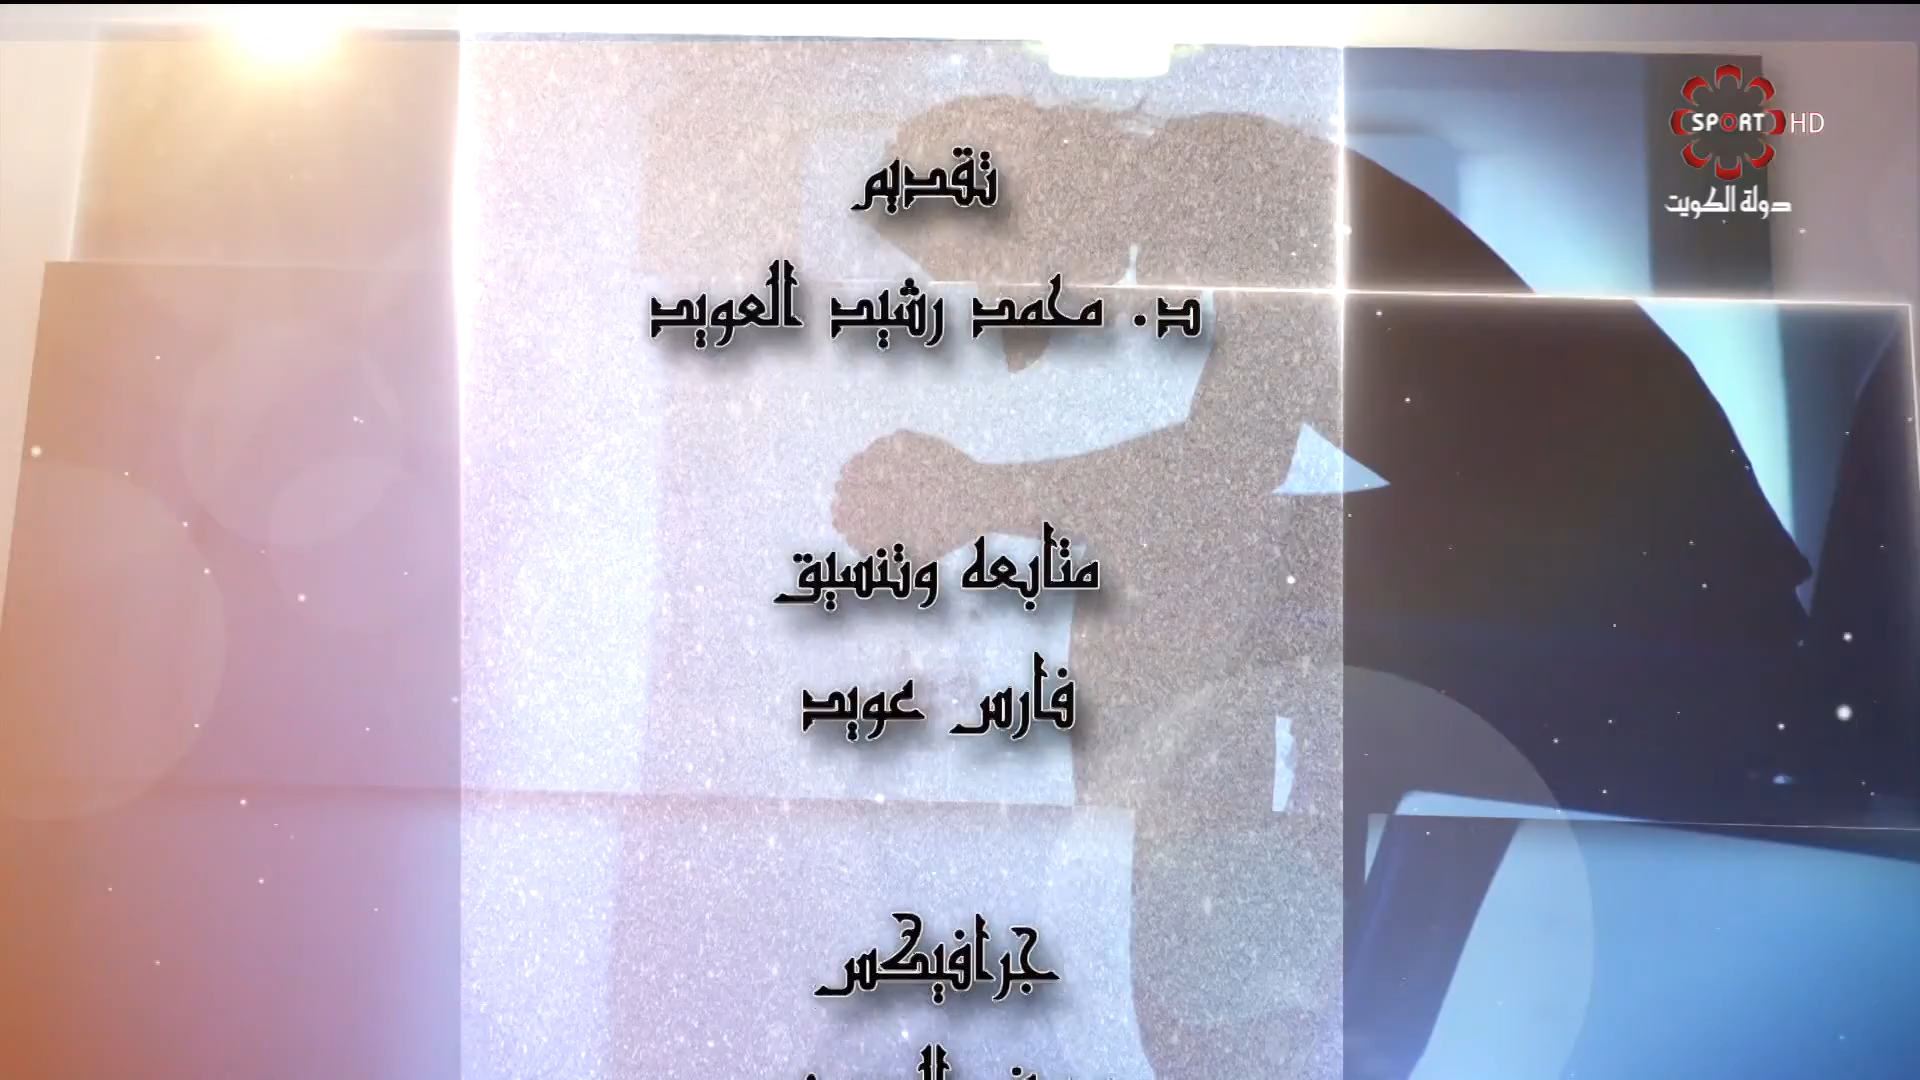 SPORT HD
دولة الكويت
تقديم
د. محمد رشيد العويد
متابعه وتنسيق
فارس عويد
جرافيكس